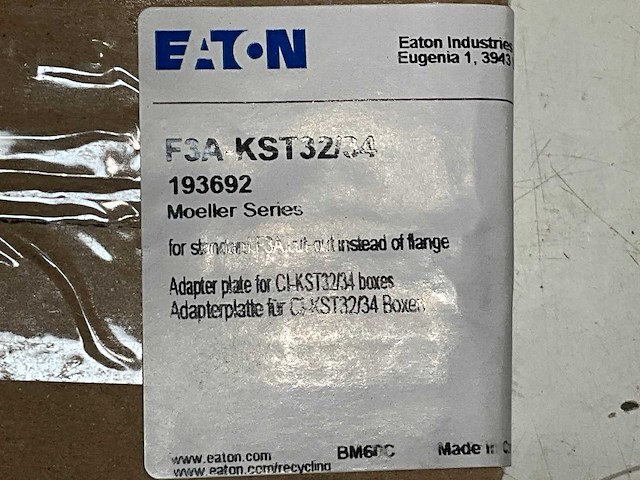 EATON
Eaton Industries
Eugenia 1, 3943
F3A-KST32/34
193692
Moeller Series
for standard F3A cut-out instead of flange
Adapter plate for CI-KST32/34 boxes
Adapterplatte für CI-KST32/34 Boxen
www.eaton.com
www.eaton.com/recycling
BM60C
Made in